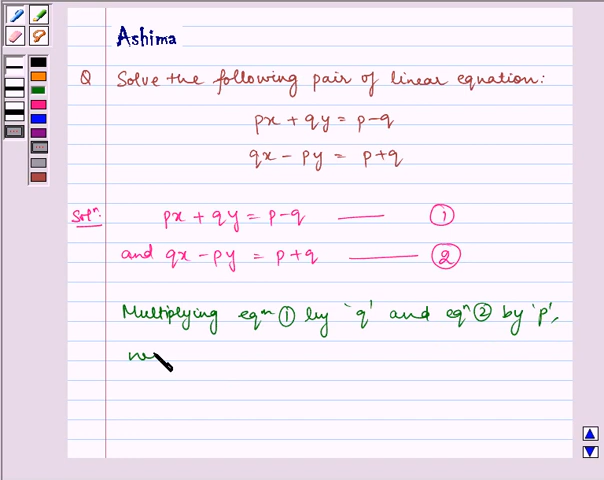 Ashima
Q Solve the following pair of linear equation:
px + qy = p-q
qx - py = p+q
Solⁿ. px + qy = p-q —— ①
and qx - py = p+q ——— ②
Multiplying eqⁿ ① by 'q' and eqⁿ ② by 'p',